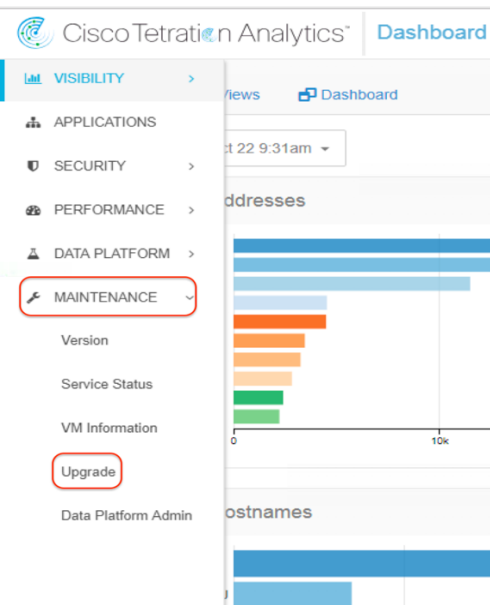 Cisco Tetration Analytics™ Dashboard
VISIBILITY
iews Dashboard
APPLICATIONS
ct 22 9:31am
SECURITY
ddresses
PERFORMANCE
DATA PLATFORM
MAINTENANCE
Version
Service Status
VM Information
0 10k
Upgrade
Data Platform Admin
ostnames